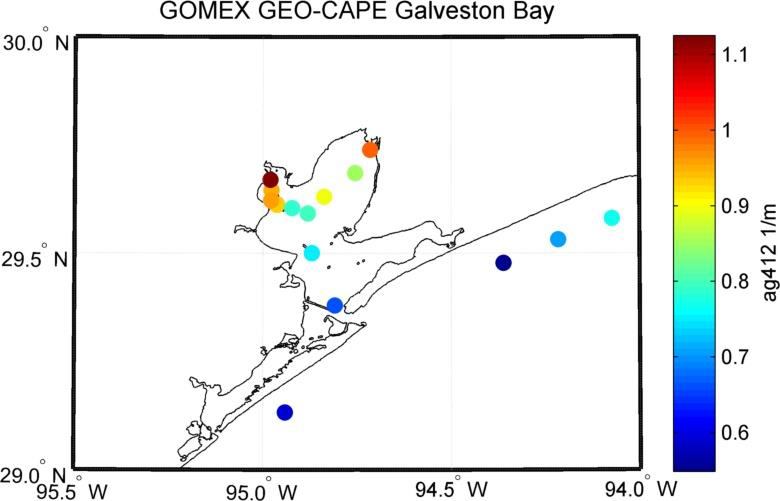 GOMEX GEO-CAPE Galveston Bay
30.0° N
29.5° N
29.0° N
95.5° W
95.0° W
94.5° W
94.0° W
1.1
1
0.9
0.8
0.7
0.6
ag412 1/m